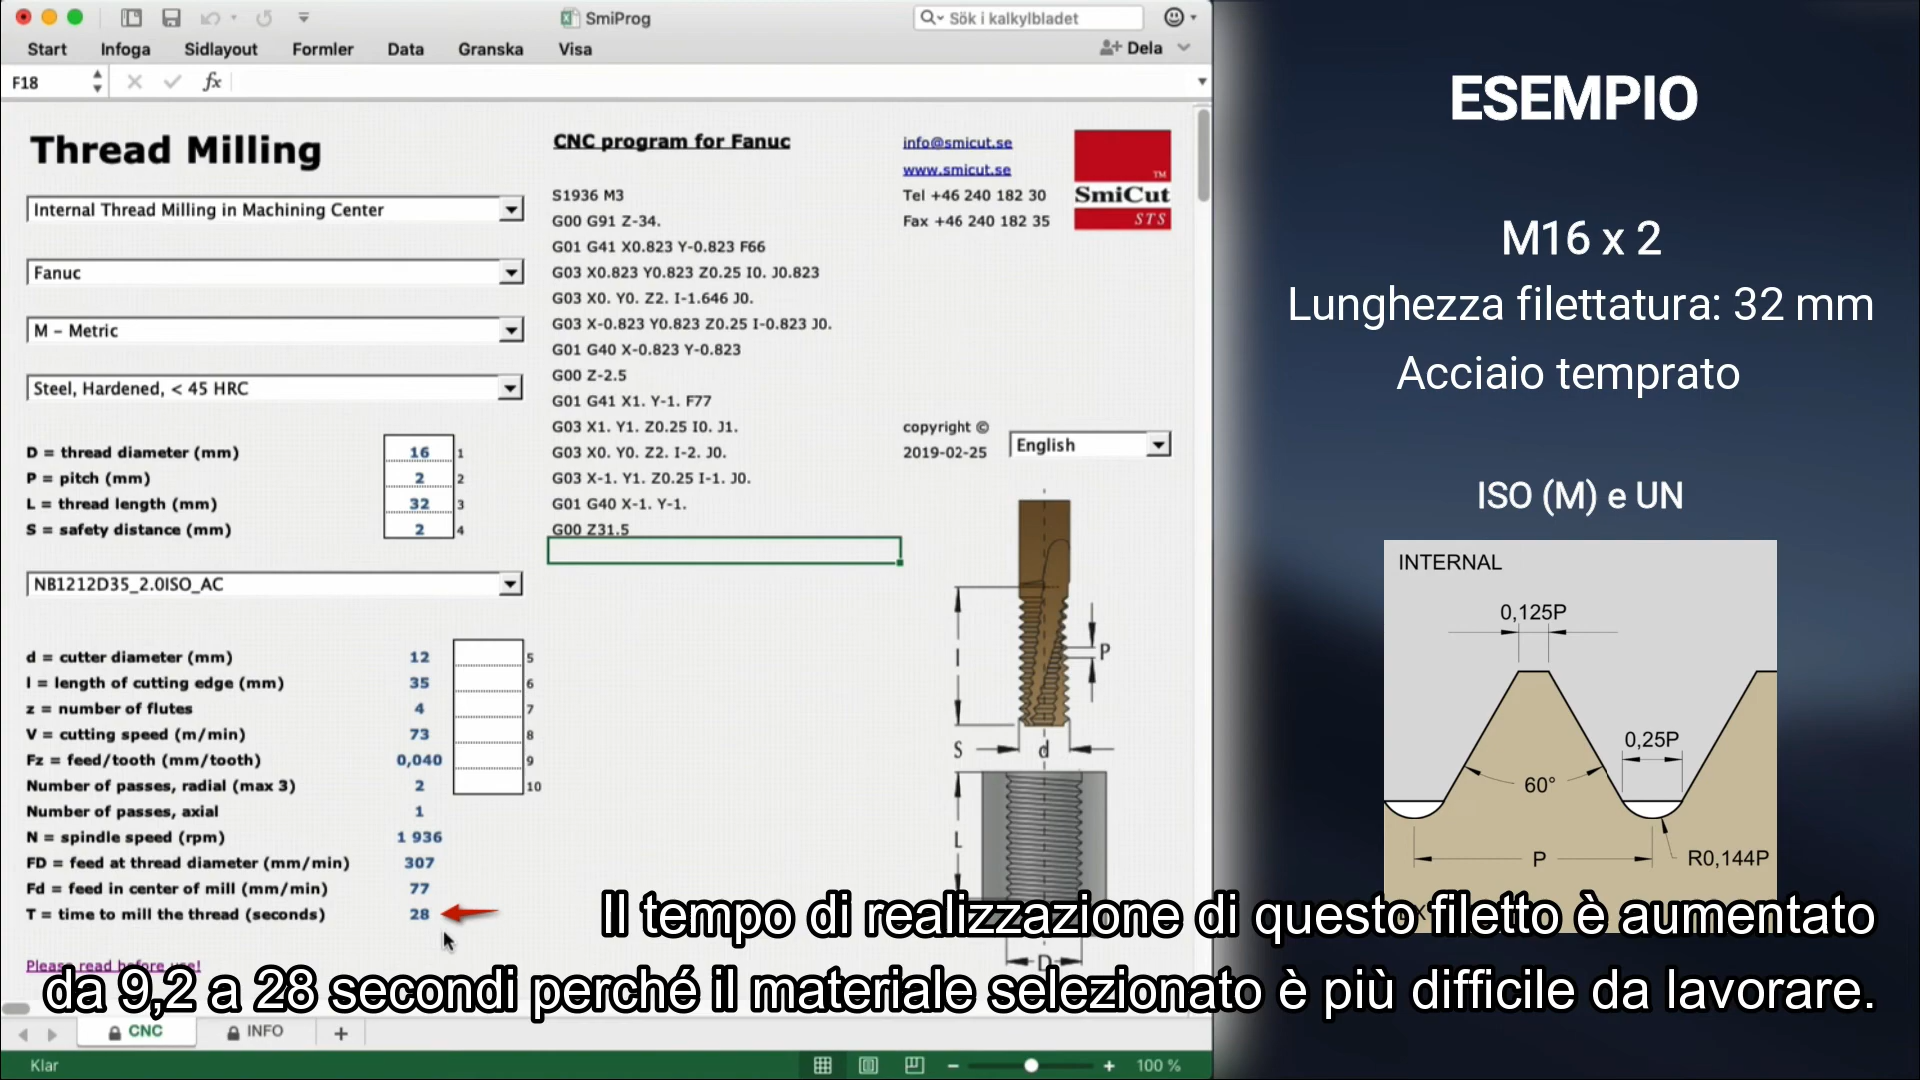 SmiProg
Sök i kalkylbladet
Start Infoga Sidlayout Formler Data Granska Visa
Dela
F18
fx
Thread Milling
Internal Thread Milling in Machining Center
Fanuc
M - Metric
Steel, Hardened, < 45 HRC
D = thread diameter (mm) 16 1
P = pitch (mm) 2 2
L = thread length (mm) 32 3
S = safety distance (mm) 2 4
NB1212D35_2.0ISO_AC
d = cutter diameter (mm) 12 5
l = length of cutting edge (mm) 35 6
z = number of flutes 4 7
V = cutting speed (m/min) 73 8
Fz = feed/tooth (mm/tooth) 0,040 9
Number of passes, radial (max 3) 2 10
Number of passes, axial 1
N = spindle speed (rpm) 1 936
FD = feed at thread diameter (mm/min) 307
Fd = feed in center of mill (mm/min) 77
T = time to mill the thread (seconds) 28
Please read before use!
CNC program for Fanuc
S1936 M3
G00 G91 Z-34.
G01 G41 X0.823 Y-0.823 F66
G03 X0.823 Y0.823 Z0.25 I0. J0.823
G03 X0. Y0. Z2. I-1.646 J0.
G03 X-0.823 Y0.823 Z0.25 I-0.823 J0.
G01 G40 X-0.823 Y-0.823
G00 Z-2.5
G01 G41 X1. Y-1. F77
G03 X1. Y1. Z0.25 I0. J1.
G03 X0. Y0. Z2. I-2. J0.
G03 X-1. Y1. Z0.25 I-1. J0.
G01 G40 X-1. Y-1.
G00 Z31.5
info@smicut.se
www.smicut.se
Tel +46 240 182 30
Fax +46 240 182 35
TM
SmiCut
STS
copyright ©
2019-02-25
English
l
P
S
d
L
D
ESEMPIO
M16 x 2
Lunghezza filettatura: 32 mm
Acciaio temprato
ISO (M) e UN
INTERNAL
0,125P
0,25P
60°
P
R0,144P
Il tempo di realizzazione di questo filetto è aumentato
da 9,2 a 28 secondi perché il materiale selezionato è più difficile da lavorare.
CNC INFO +
Klar
100 %